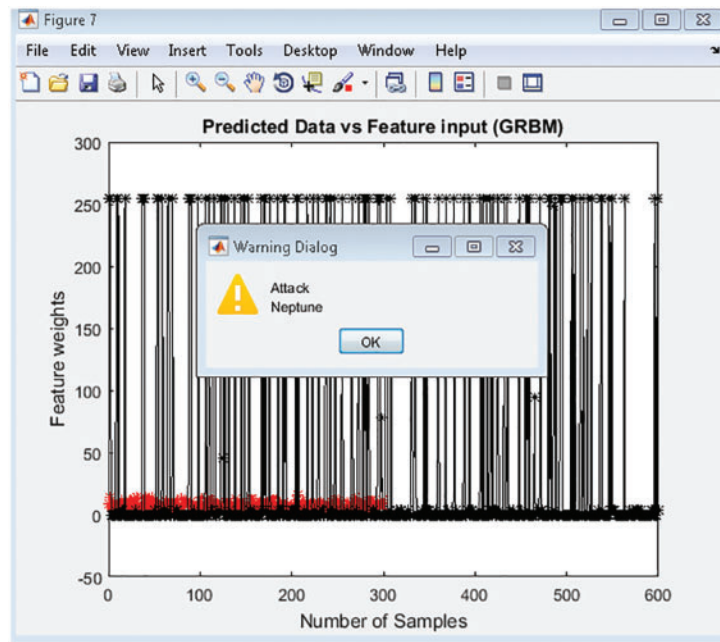 Figure 7
File Edit View Insert Tools Desktop Window Help
Predicted Data vs Feature input (GRBM)
300
250
200
150
100
50
0
-50
Feature weights
Warning Dialog
Attack
Neptune
OK
0 100 200 300 400 500 600
Number of Samples